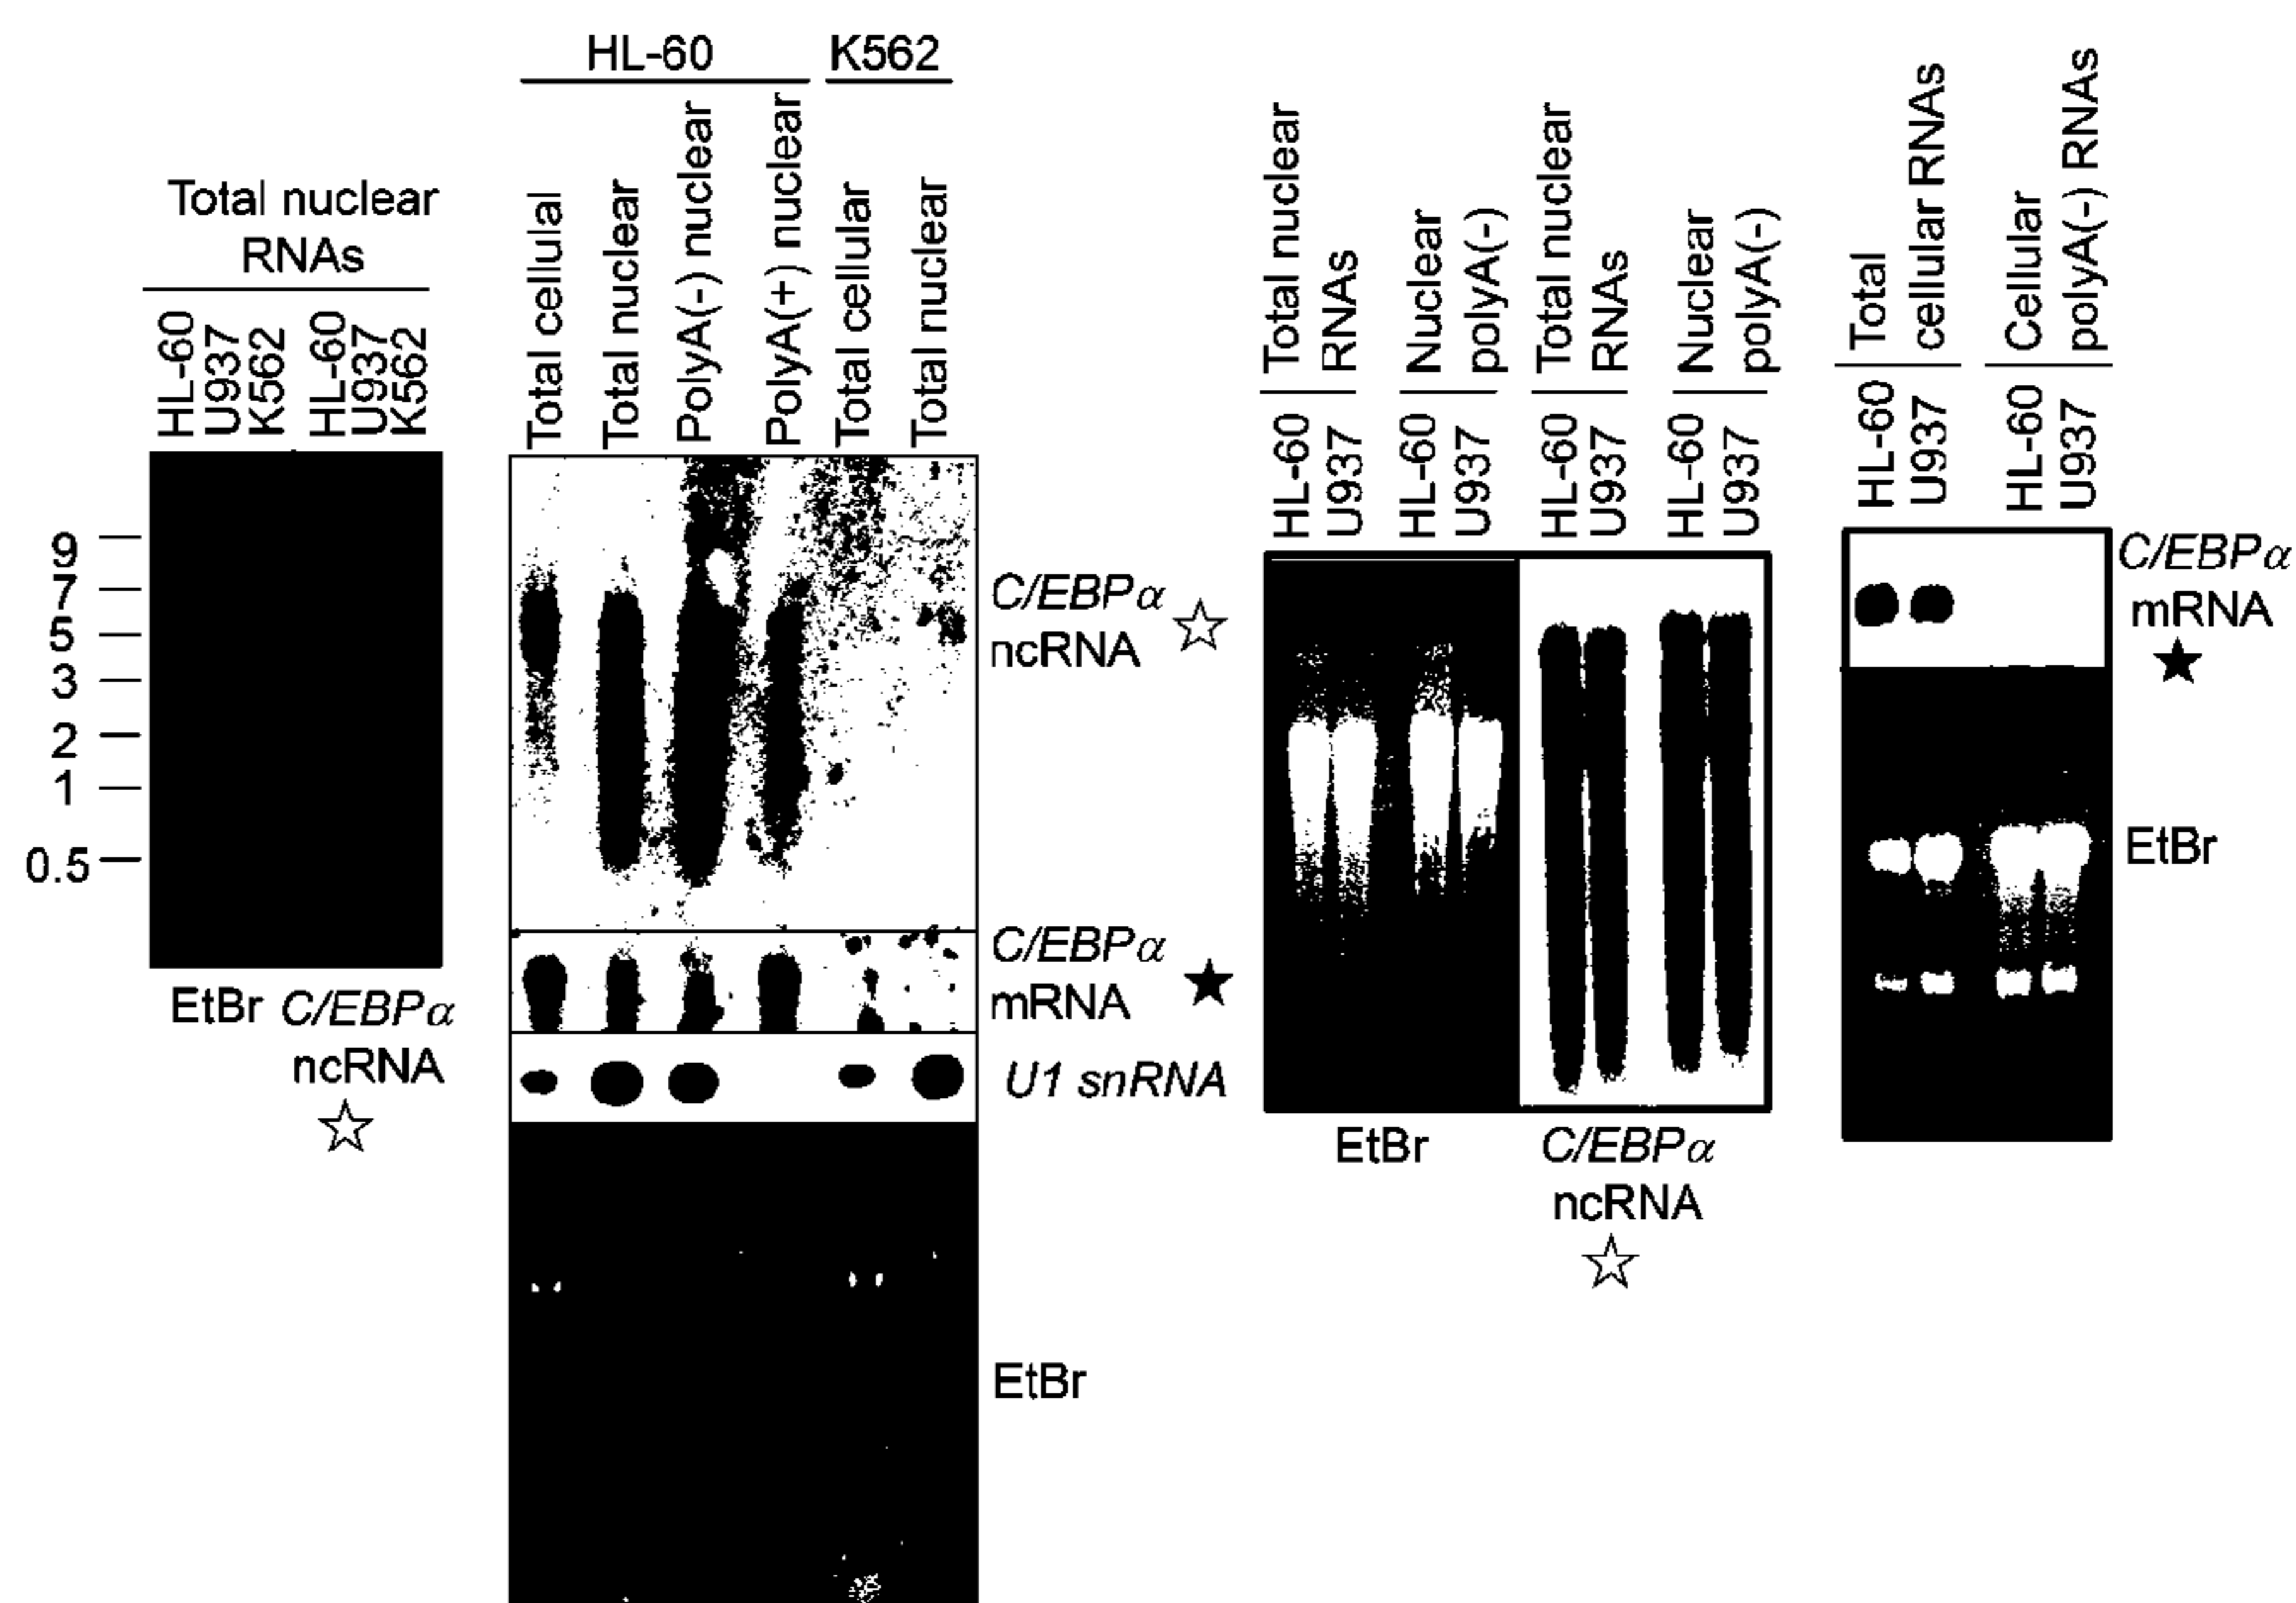 Total nuclear
RNAs
HL-60
U937
K562
HL-60
U937
K562
9
7
5
3
2
1
0.5
EtBr C/EBPα
ncRNA
HL-60
K562
Total cellulal
Total nuclear
PolyA(-) nuclear
PolyA(+) nuclear
Total cellular
Total nuclear
C/EBPα
ncRNA
C/EBPα
mRNA
U1 snRNA
EtBr
Total nuclear
RNAs
Nuclear
polyA(-)
Total nuclear
RNAs
Nuclear
polyA(-)
HL-60
U937
HL-60
U937
HL-60
U937
HL-60
U937
EtBr
C/EBPα
ncRNA
Total
cellular RNAs
Cellular
polyA(-) RNAs
HL-60
U937
HL-60
U937
C/EBPα
mRNA
EtBr